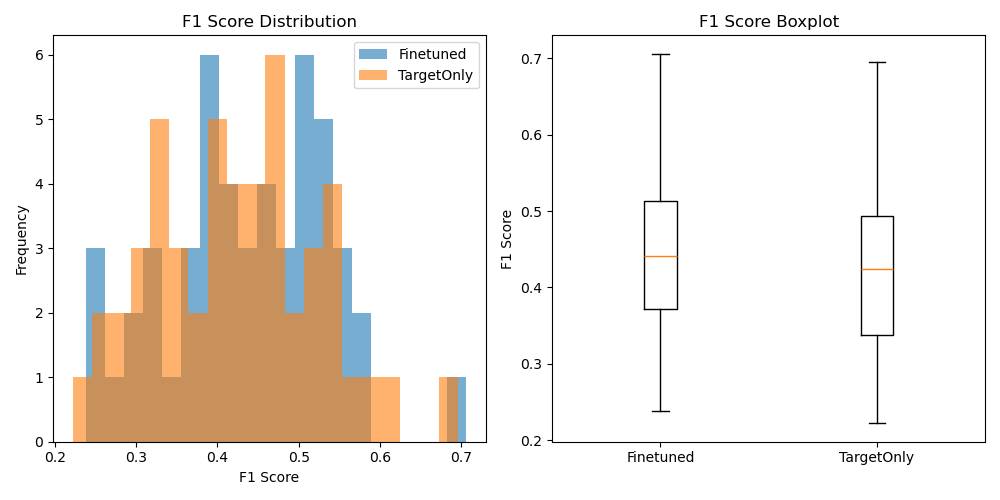 F1 Score Distribution
Finetuned
TargetOnly
6
5
4
3
2
1
0
Frequency
0.2 0.3 0.4 0.5 0.6 0.7
F1 Score
F1 Score Boxplot
0.7
0.6
0.5
0.4
0.3
0.2
F1 Score
Finetuned TargetOnly